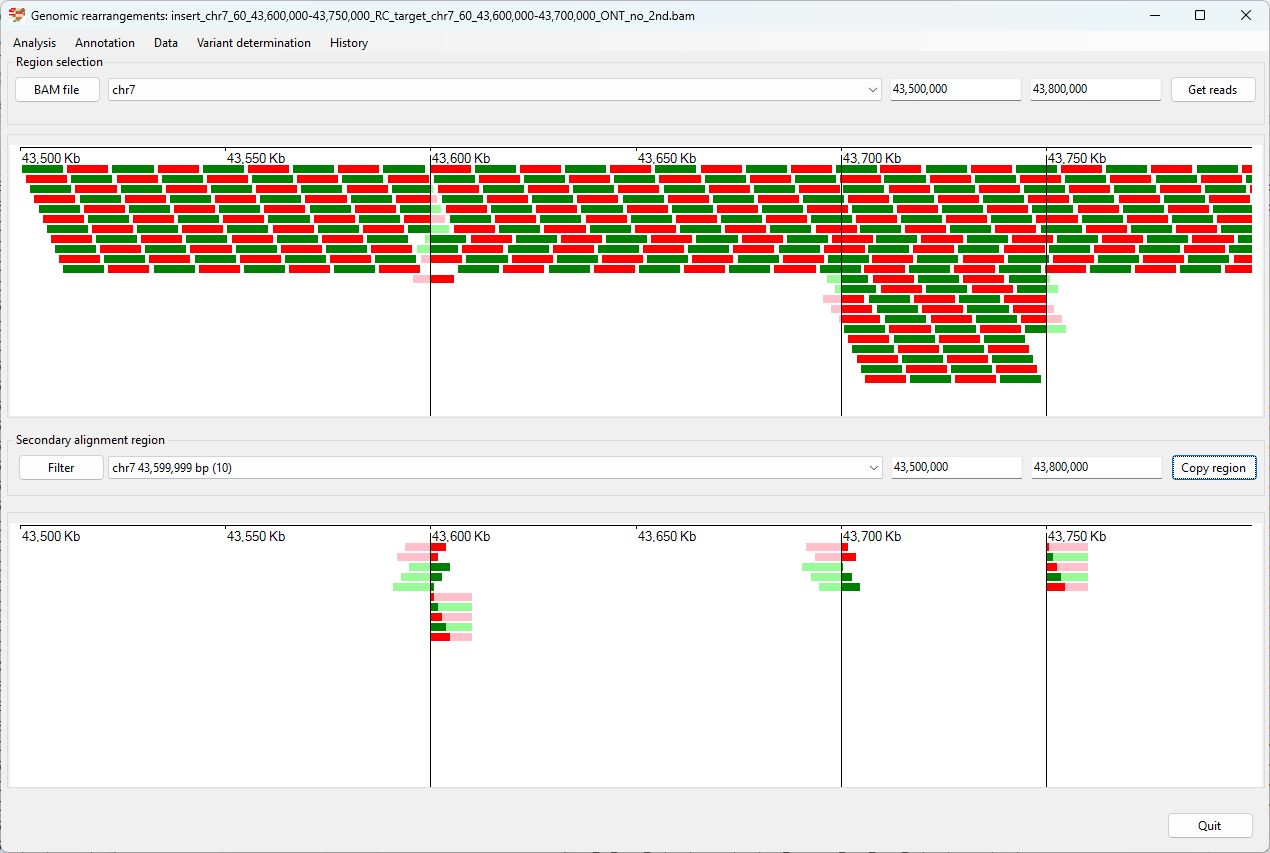 Genomic rearrangements: insert_chr7_60_43,600,000-43,750,000_RC_target_chr7_60_43,600,000-43,700,000_ONT_no_2nd.bam
Analysis Annotation Data Variant determination History
Region selection
BAM file chr7 43,500,000 43,800,000 Get reads
43,500 Kb 43,550 Kb 43,600 Kb 43,650 Kb 43,700 Kb 43,750 Kb
Secondary alignment region
Filter chr7 43,599,999 bp (10) 43,500,000 43,800,000 Copy region
43,500 Kb 43,550 Kb 43,600 Kb 43,650 Kb 43,700 Kb 43,750 Kb
Quit